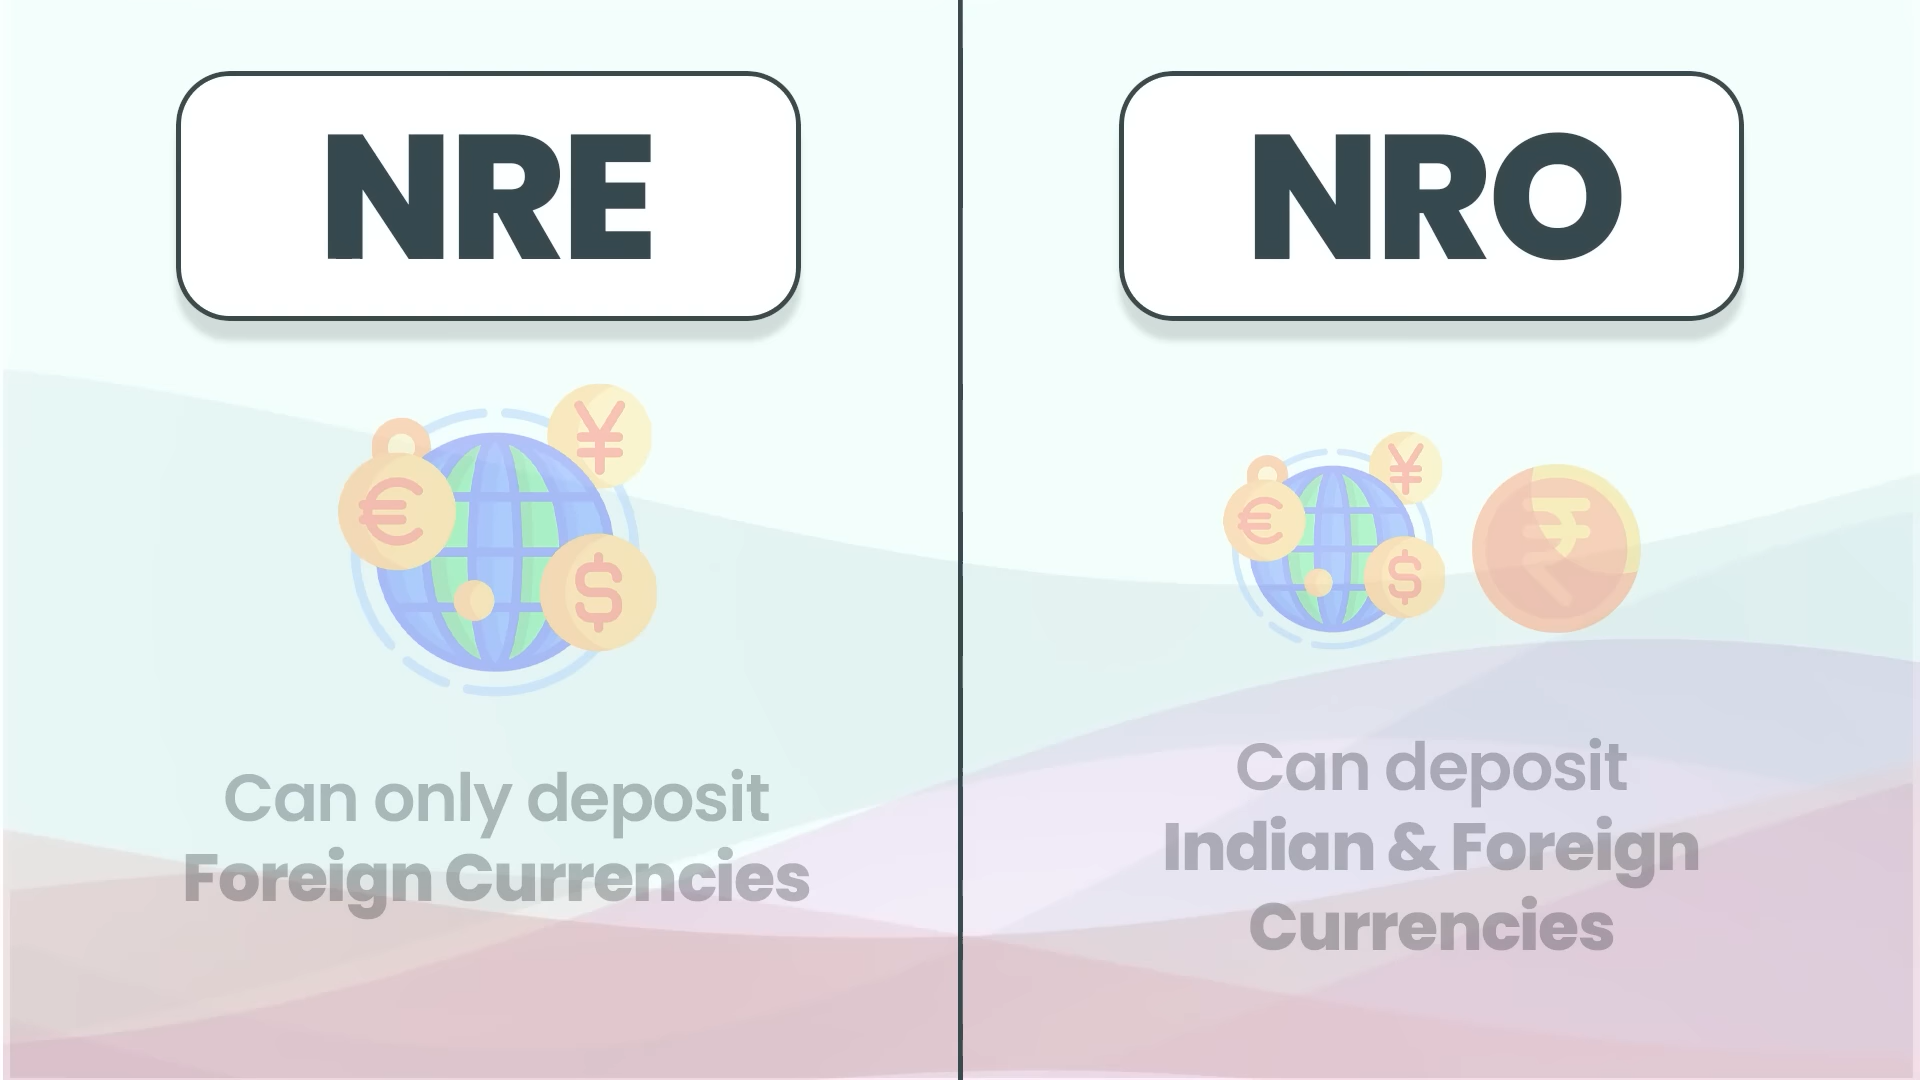 NRE
¥
€
$
Can only deposit
Foreign Currencies
NRO
¥
€
$
₹
Can deposit
Indian & Foreign
Currencies